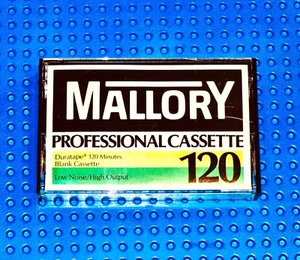 MALLORY
PROFESSIONAL CASSETTE
Duratape® 120 Minutes
Blank Cassette
120
Low Noise/High Output